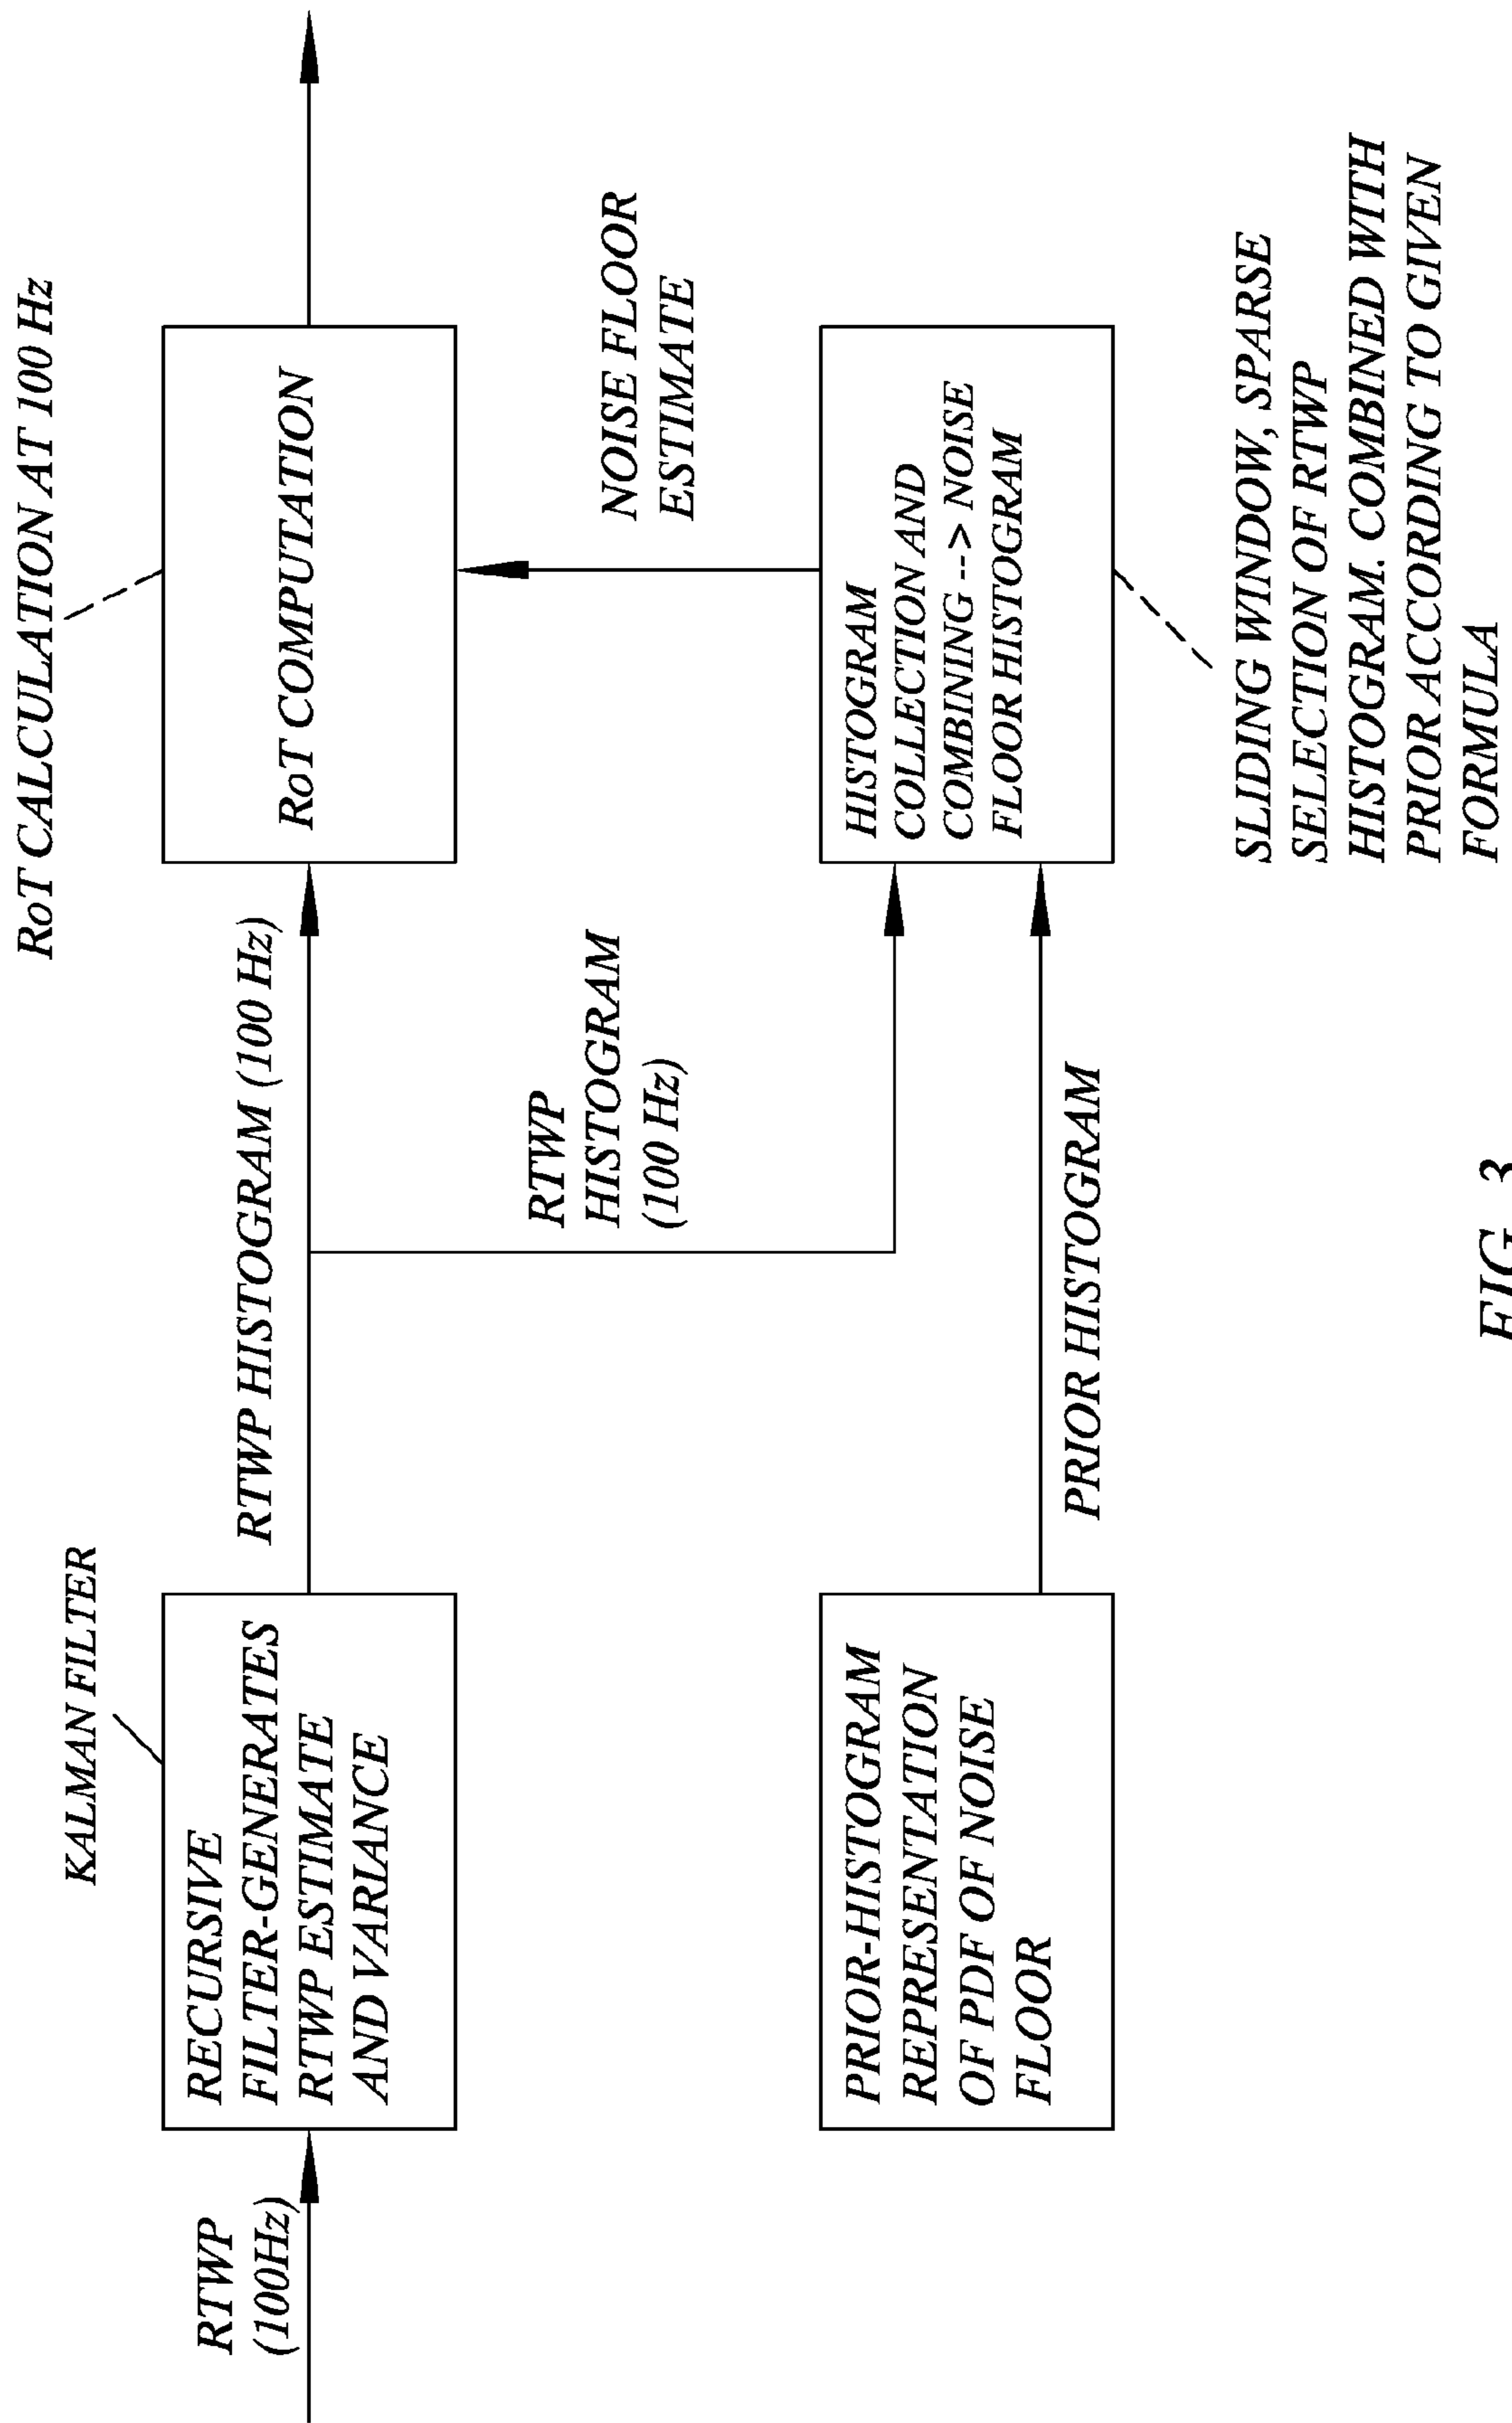 RoT CALCULATION AT 100 Hz
KALMAN FILTER
RTWP
(100Hz)
RECURSIVE
FILTER-GENERATES
RTWP ESTIMATE
AND VARIANCE
RTWP HISTOGRAM (100 Hz)
RoT COMPUTATION
RTWP
HISTOGRAM
(100 Hz)
NOISE FLOOR
ESTIMATE
PRIOR-HISTOGRAM
REPRESENTATION
OF PDF OF NOISE
FLOOR
PRIOR HISTOGRAM
HISTOGRAM
COLLECTION AND
COMBINING --> NOISE
FLOOR HISTOGRAM
SLIDING WINDOW, SPARSE
SELECTION OF RTWP
HISTOGRAM. COMBINED WITH
PRIOR ACCORDING TO GIVEN
FORMULA
FIG. 3